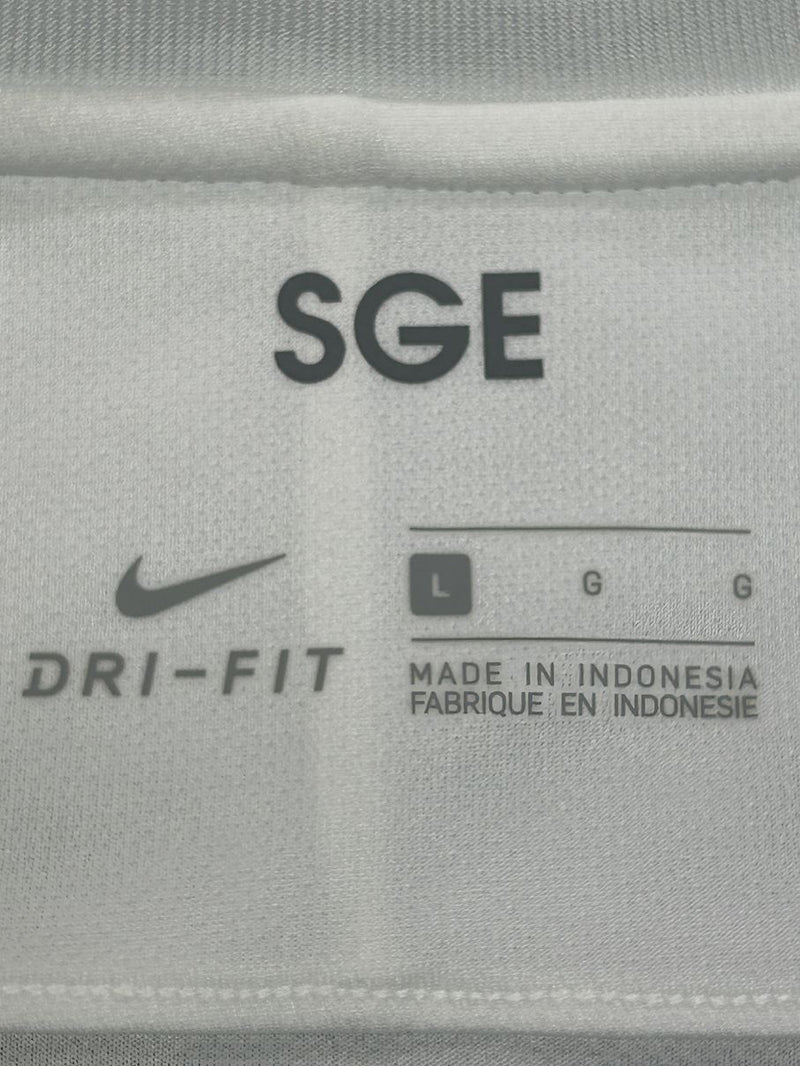 SGE
L G G
DRI-FIT
MADE IN INDONESIA
FABRIQUE EN INDONESIE